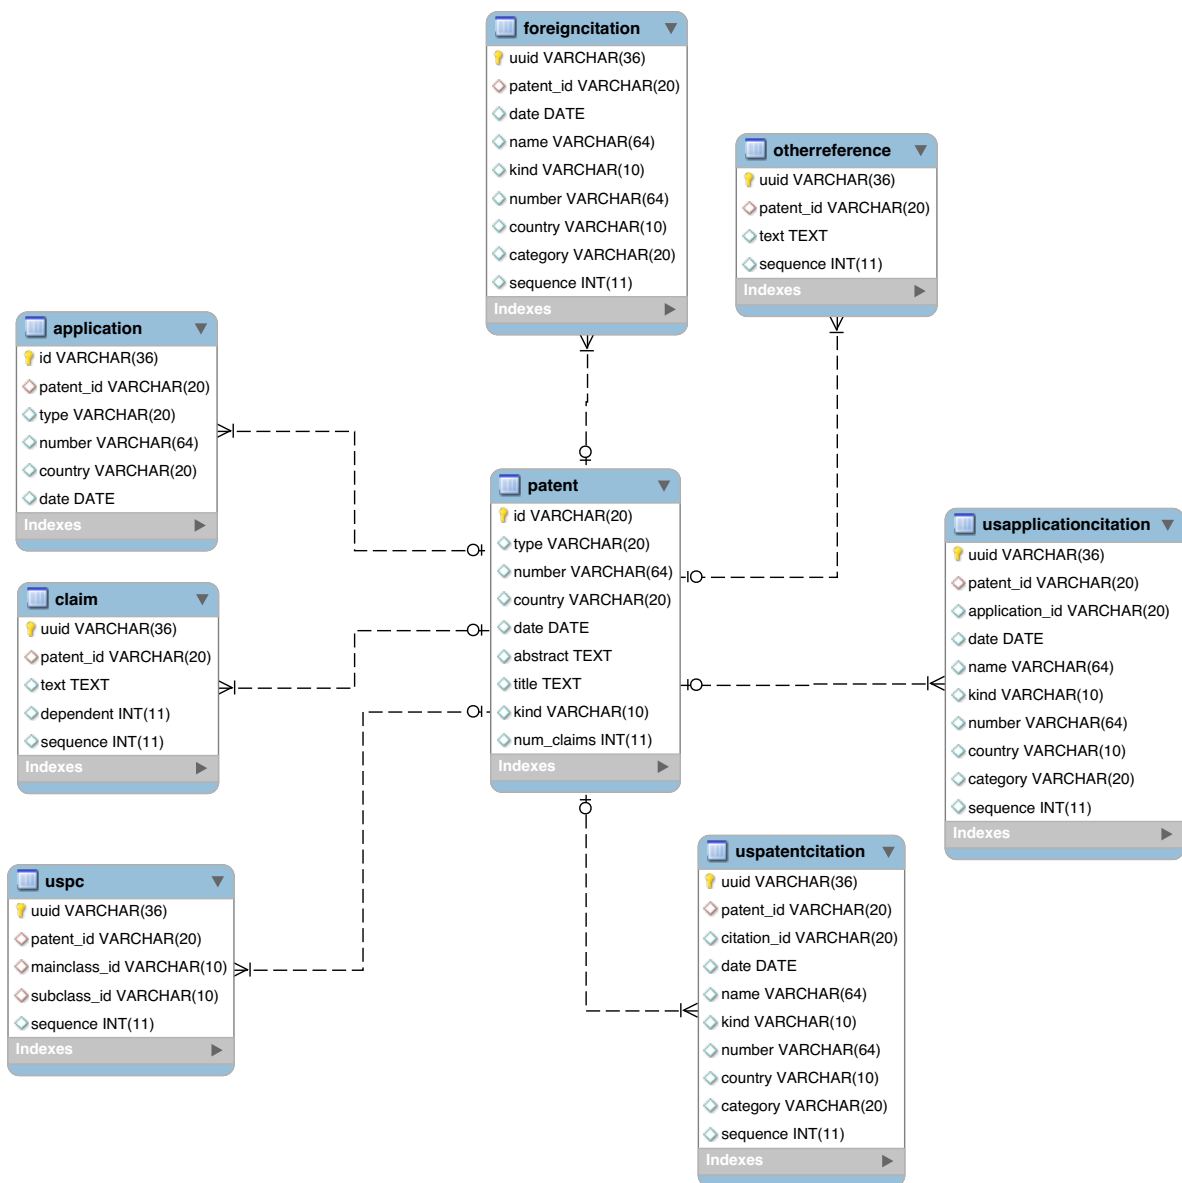 foreigncitation
uuid VARCHAR(36)
patent_id VARCHAR(20)
date DATE
name VARCHAR(64)
kind VARCHAR(10)
number VARCHAR(64)
country VARCHAR(10)
category VARCHAR(20)
sequence INT(11)
Indexes
otherreference
uuid VARCHAR(36)
patent_id VARCHAR(20)
text TEXT
sequence INT(11)
Indexes
application
id VARCHAR(36)
patent_id VARCHAR(20)
type VARCHAR(20)
number VARCHAR(64)
country VARCHAR(20)
date DATE
Indexes
patent
id VARCHAR(20)
type VARCHAR(20)
number VARCHAR(64)
country VARCHAR(20)
date DATE
abstract TEXT
title TEXT
kind VARCHAR(10)
num_claims INT(11)
Indexes
usapplicationcitation
uuid VARCHAR(36)
patent_id VARCHAR(20)
application_id VARCHAR(20)
date DATE
name VARCHAR(64)
kind VARCHAR(10)
number VARCHAR(64)
country VARCHAR(10)
category VARCHAR(20)
sequence INT(11)
Indexes
claim
uuid VARCHAR(36)
patent_id VARCHAR(20)
text TEXT
dependent INT(11)
sequence INT(11)
Indexes
uspc
uuid VARCHAR(36)
patent_id VARCHAR(20)
mainclass_id VARCHAR(10)
subclass_id VARCHAR(10)
sequence INT(11)
Indexes
uspatentcitation
uuid VARCHAR(36)
patent_id VARCHAR(20)
citation_id VARCHAR(20)
date DATE
name VARCHAR(64)
kind VARCHAR(10)
number VARCHAR(64)
country VARCHAR(10)
category VARCHAR(20)
sequence INT(11)
Indexes